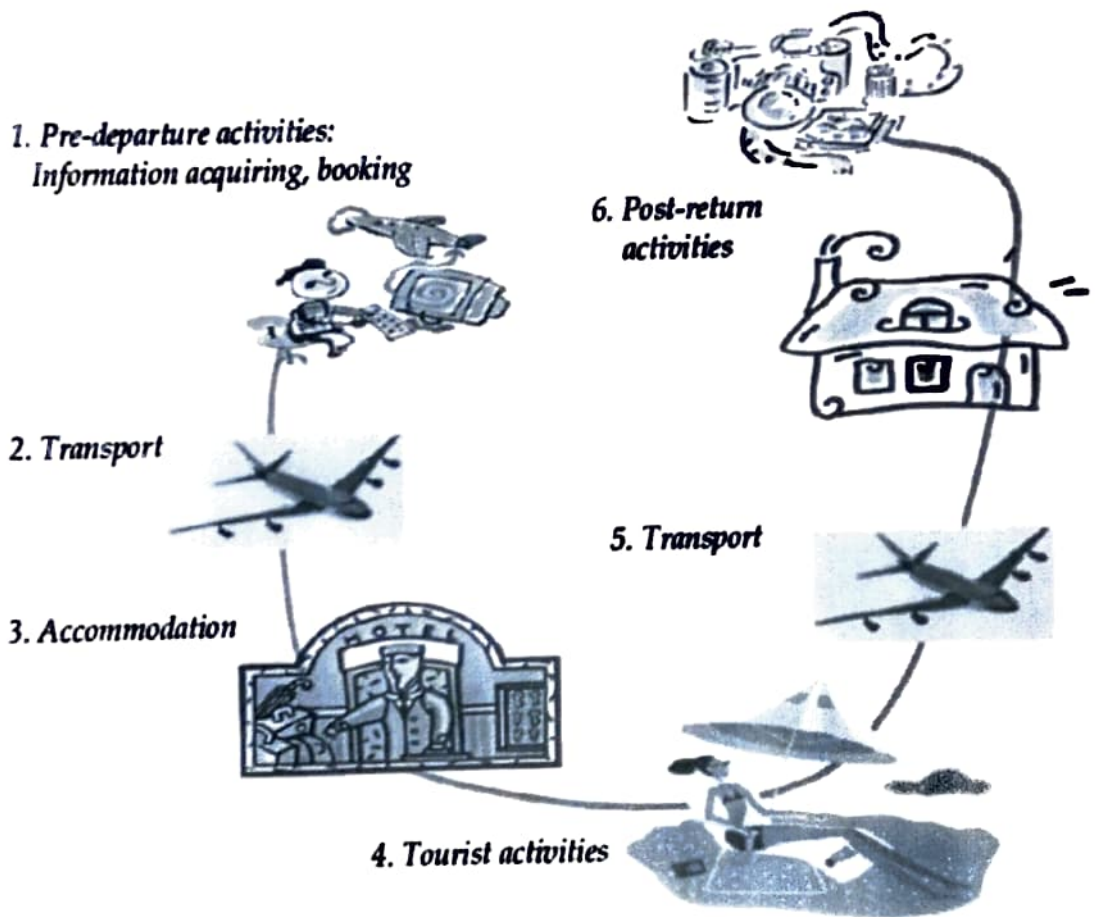 1. Pre-departure activities:
Information acquiring, booking
2. Transport
3. Accommodation
MOTEL
4. Tourist activities
5. Transport
6. Post-return
activities